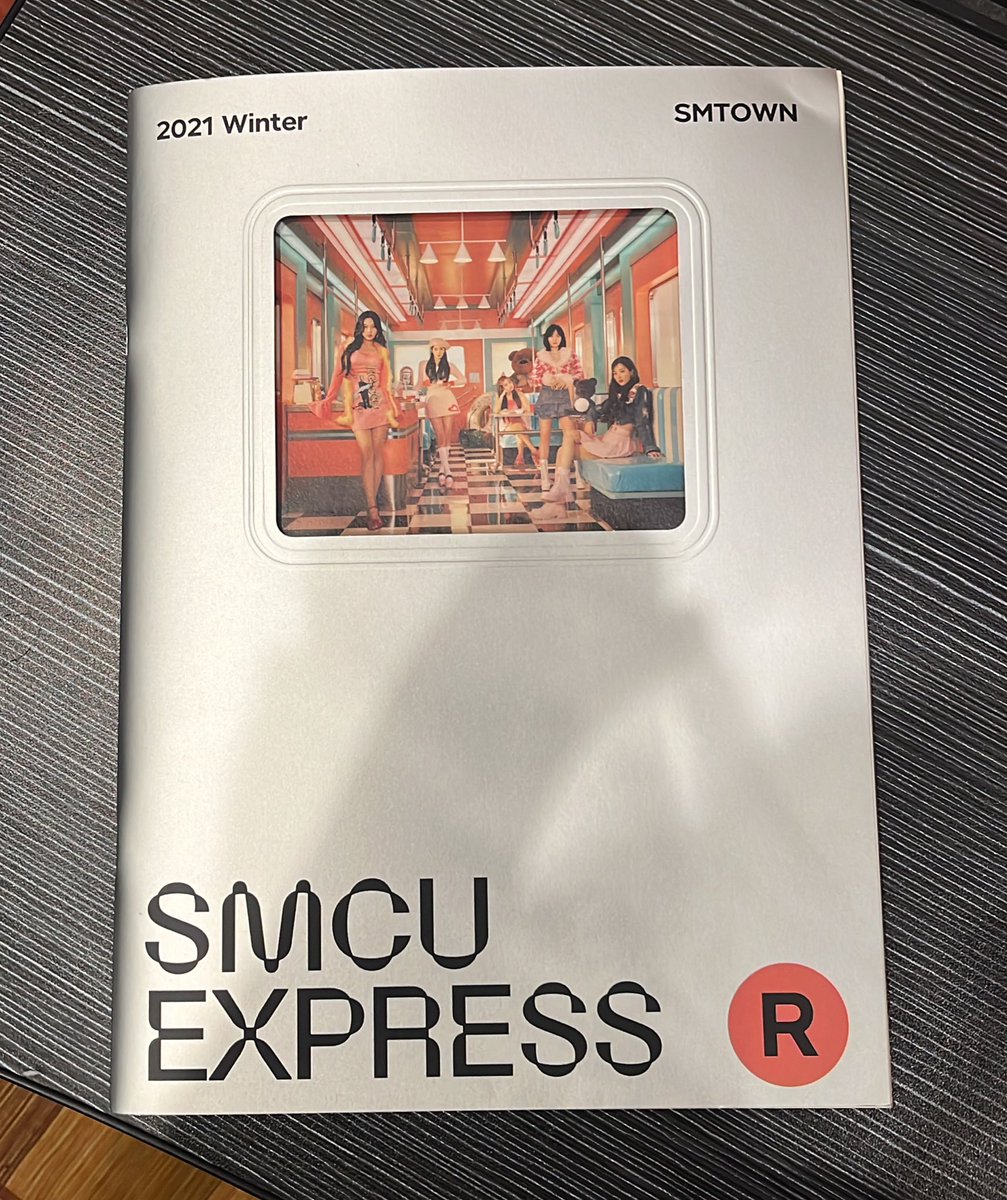 2021 Winter
SMTOWN
SMCU
EXPRESS
R